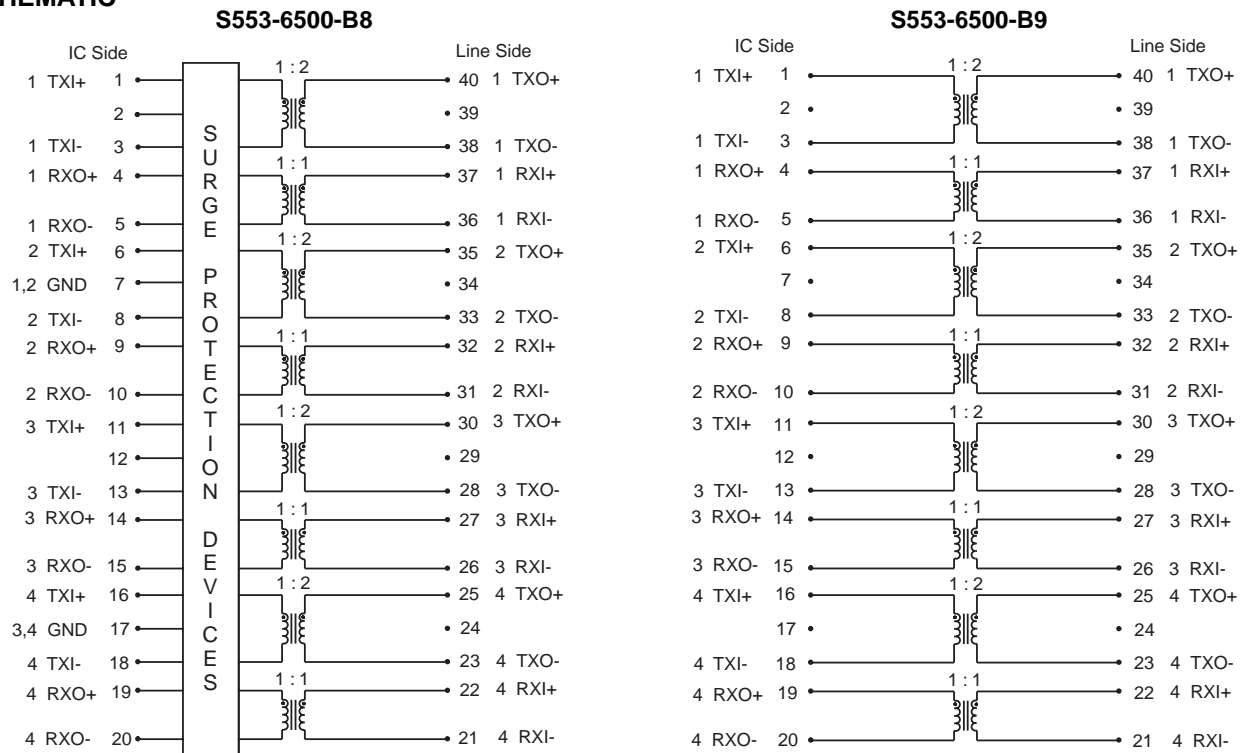 HEMATIC
S553-6500-B8
IC Side
Line Side
1 TXI+ 1
1 : 2
40 1 TXO+
2
39
1 TXI- 3
38 1 TXO-
1 RXO+ 4
1 : 1
37 1 RXI+
1 RXO- 5
36 1 RXI-
2 TXI+ 6
1 : 2
35 2 TXO+
1,2 GND 7
34
2 TXI- 8
33 2 TXO-
2 RXO+ 9
1 : 1
32 2 RXI+
2 RXO- 10
31 2 RXI-
3 TXI+ 11
1 : 2
30 3 TXO+
12
29
3 TXI- 13
28 3 TXO-
3 RXO+ 14
1 : 1
27 3 RXI+
3 RXO- 15
26 3 RXI-
4 TXI+ 16
1 : 2
25 4 TXO+
3,4 GND 17
24
4 TXI- 18
23 4 TXO-
4 RXO+ 19
1 : 1
22 4 RXI+
4 RXO- 20
21 4 RXI-
SURGE PROTECTION DEVICES
S553-6500-B9
IC Side
Line Side
1 TXI+ 1
1 : 2
40 1 TXO+
2
39
1 TXI- 3
38 1 TXO-
1 RXO+ 4
1 : 1
37 1 RXI+
1 RXO- 5
36 1 RXI-
2 TXI+ 6
1 : 2
35 2 TXO+
7
34
2 TXI- 8
33 2 TXO-
2 RXO+ 9
1 : 1
32 2 RXI+
2 RXO- 10
31 2 RXI-
3 TXI+ 11
1 : 2
30 3 TXO+
12
29
3 TXI- 13
28 3 TXO-
3 RXO+ 14
1 : 1
27 3 RXI+
3 RXO- 15
26 3 RXI-
4 TXI+ 16
1 : 2
25 4 TXO+
17
24
4 TXI- 18
23 4 TXO-
4 RXO+ 19
1 : 1
22 4 RXI+
4 RXO- 20
21 4 RXI-